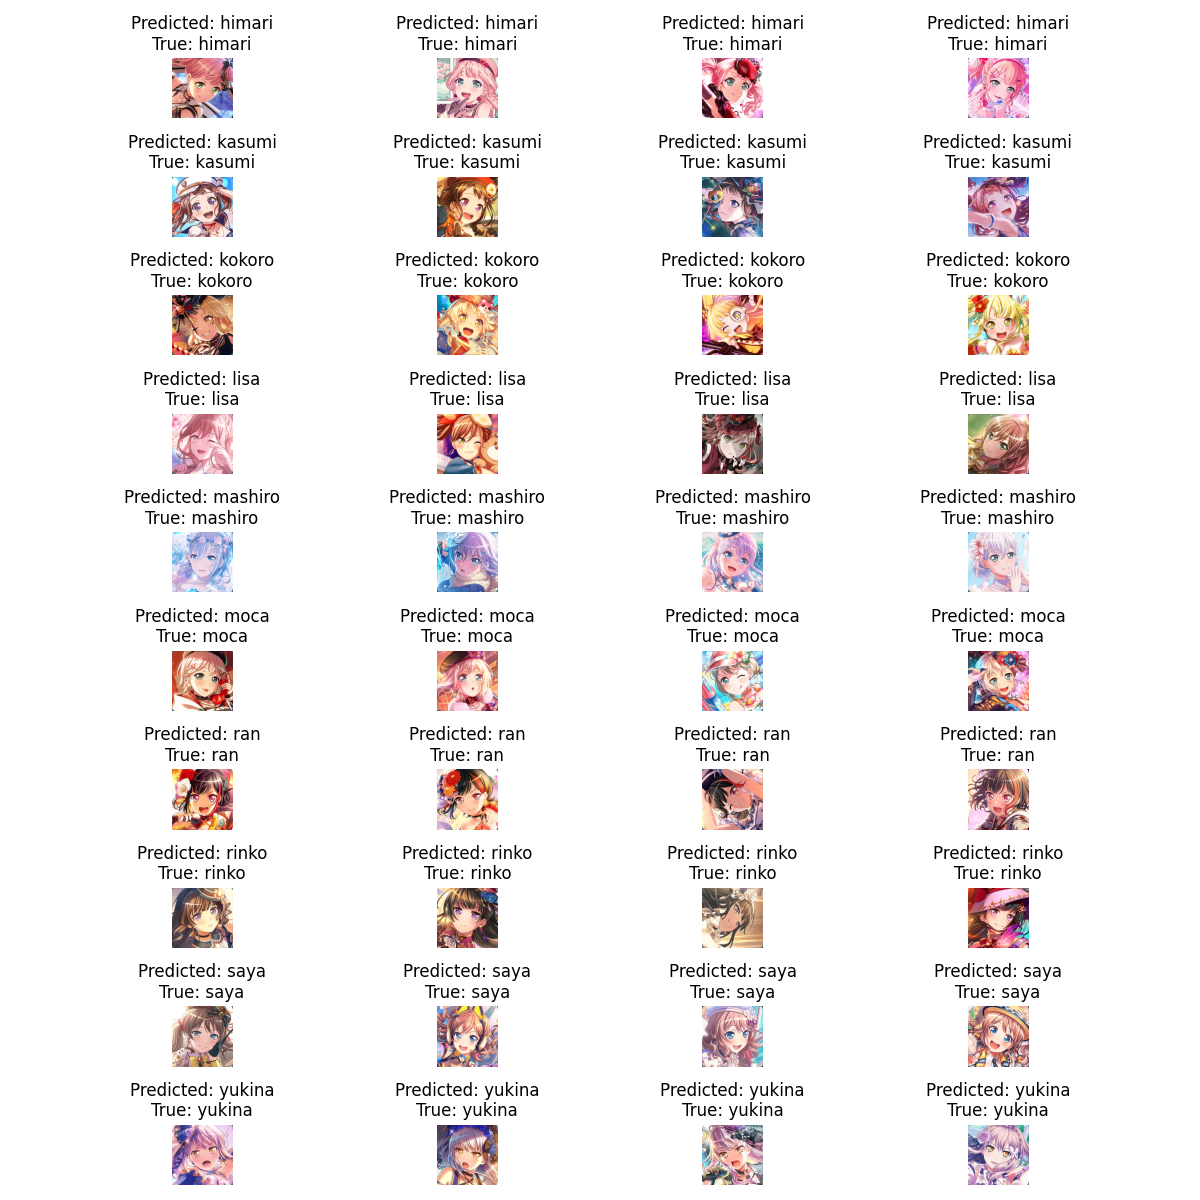 Predicted: himari
True: himari
Predicted: himari
True: himari
Predicted: himari
True: himari
Predicted: himari
True: himari
Predicted: kasumi
True: kasumi
Predicted: kasumi
True: kasumi
Predicted: kasumi
True: kasumi
Predicted: kasumi
True: kasumi
Predicted: kokoro
True: kokoro
Predicted: kokoro
True: kokoro
Predicted: kokoro
True: kokoro
Predicted: kokoro
True: kokoro
Predicted: lisa
True: lisa
Predicted: lisa
True: lisa
Predicted: lisa
True: lisa
Predicted: lisa
True: lisa
Predicted: mashiro
True: mashiro
Predicted: mashiro
True: mashiro
Predicted: mashiro
True: mashiro
Predicted: mashiro
True: mashiro
Predicted: moca
True: moca
Predicted: moca
True: moca
Predicted: moca
True: moca
Predicted: moca
True: moca
Predicted: ran
True: ran
Predicted: ran
True: ran
Predicted: ran
True: ran
Predicted: ran
True: ran
Predicted: rinko
True: rinko
Predicted: rinko
True: rinko
Predicted: rinko
True: rinko
Predicted: rinko
True: rinko
Predicted: saya
True: saya
Predicted: saya
True: saya
Predicted: saya
True: saya
Predicted: saya
True: saya
Predicted: yukina
True: yukina
Predicted: yukina
True: yukina
Predicted: yukina
True: yukina
Predicted: yukina
True: yukina